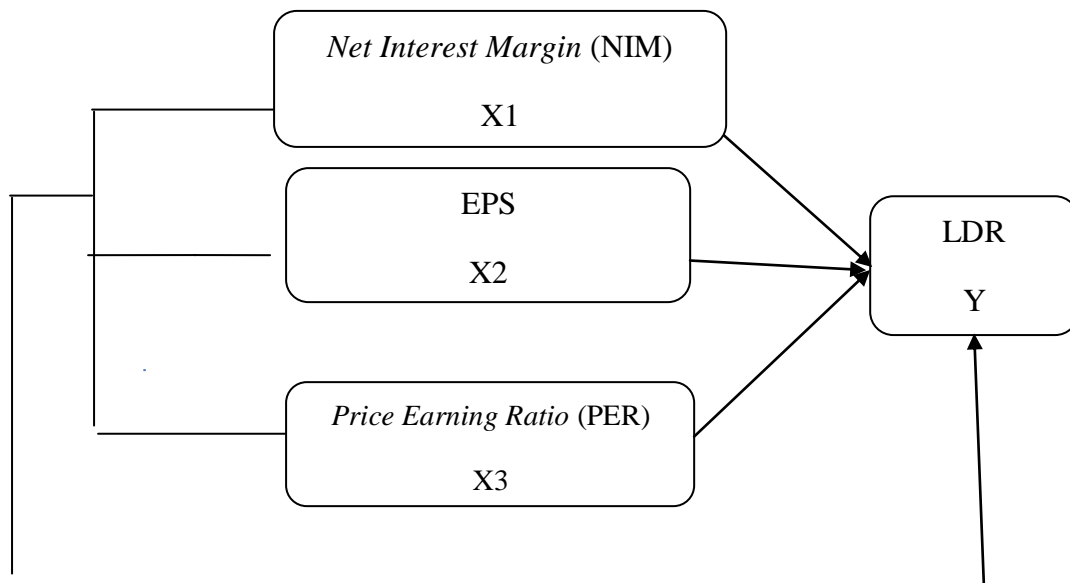 Net Interest Margin (NIM)
X1
EPS
X2
LDR
Y
Price Earning Ratio (PER)
X3